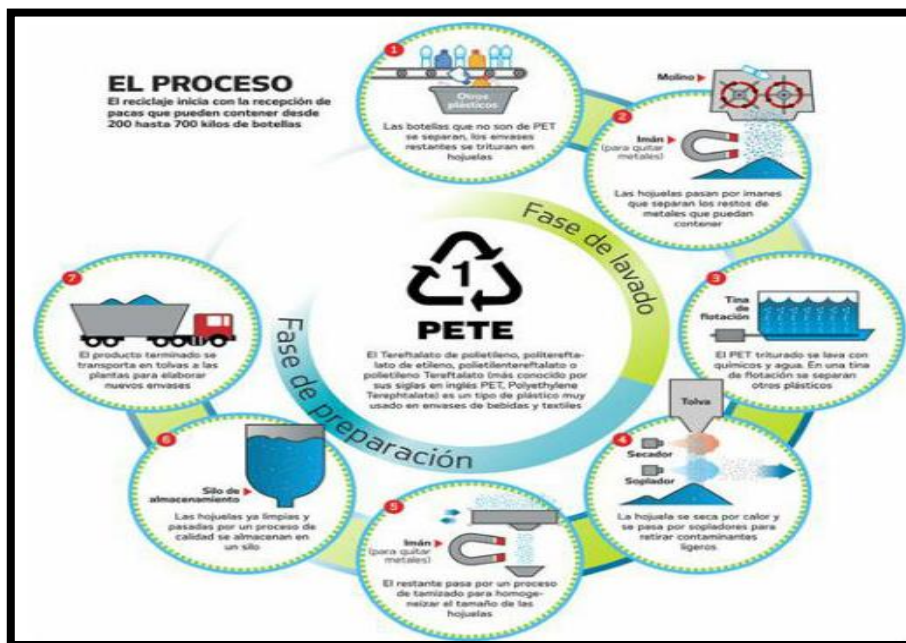 EL PROCESO
El reciclaje inicia con la recepción de
pacas que pueden contener desde
200 hasta 700 kilos de botellas
1
Otros
plásticos
Las botellas que no son de PET
se separan, los envases
restantes se trituran en
hojuelas
Molino
2
Imán
(para quitar
metales)
Las hojuelas pasan por imanes
que separan los restos de
metales que puedan
contener
3
Tina
de
flotación
El PET triturado se lava con
químicos y agua. En una tina
de flotación se separan
otros plásticos
Tolva
4
Secador
Soplador
La hojuela se seca por calor y
se pasa por sopladores para
retirar contaminantes
ligeros
5
Imán
(para quitar
metales)
El restante pasa por un proceso
de tamizado para homoge-
neizar el tamaño de las
hojuelas
6
Silo de
almacenamiento
Las hojuelas ya limpias y
pasadas por un proceso de
calidad se almacenan en
un silo
7
El producto terminado se
transporta en tolvas a las
plantas para elaborar
nuevos envases
Fase de lavado
Fase de preparación
1
PETE
El Tereftalato de polietileno, politerefta-
lato de etileno, polietilentereftalato o
polietileno Tereftalato (más conocido por
sus siglas en inglés PET, Polyethylene
Terephtalate) es un tipo de plástico muy
usado en envases de bebidas y textiles